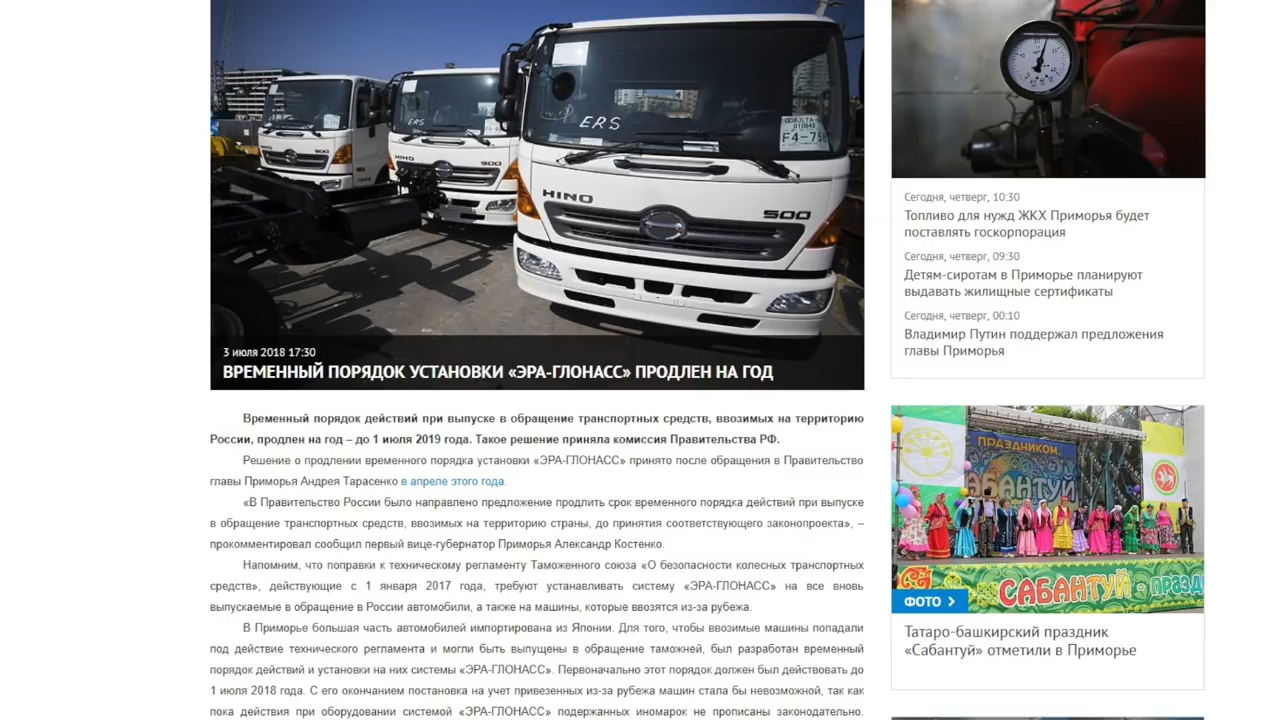 ERS
ERS
GD8JLTA-
010948
F4-758
HINO
500
HINO
500
500
3 июля 2018 17:30
ВРЕМЕННЫЙ ПОРЯДОК УСТАНОВКИ «ЭРА-ГЛОНАСС» ПРОДЛЕН НА ГОД
Временный порядок действий при выпуске в обращение транспортных средств, ввозимых на территорию
России, продлен на год – до 1 июля 2019 года. Такое решение приняла комиссия Правительства РФ.
Решение о продлении временного порядка установки «ЭРА-ГЛОНАСС» принято после обращения в Правительство
главы Приморья Андрея Тарасенко в апреле этого года.
«В Правительство России было направлено предложение продлить срок временного порядка действий при выпуске
в обращение транспортных средств, ввозимых на территорию страны, до принятия соответствующего законопроекта», –
прокомментировал сообщил первый вице-губернатор Приморья Александр Костенко.
Напомним, что поправки к техническому регламенту Таможенного союза «О безопасности колесных транспортных
средств», действующие с 1 января 2017 года, требуют устанавливать систему «ЭРА-ГЛОНАСС» на все вновь
выпускаемые в обращение в России автомобили, а также на машины, которые ввозятся из-за рубежа.
В Приморье большая часть автомобилей импортирована из Японии. Для того, чтобы ввозимые машины попадали
под действие технического регламента и могли быть выпущены в обращение таможней, был разработан временный
порядок действий и установки на них системы «ЭРА-ГЛОНАСС». Первоначально этот порядок должен был действовать до
1 июля 2018 года. С его окончанием постановка на учет привезенных из-за рубежа машин стала бы невозможной, так как
пока действия при оборудовании системой «ЭРА-ГЛОНАСС» подержанных иномарок не прописаны законодательно.
Сегодня, четверг, 10:30
Топливо для нужд ЖКХ Приморья будет
поставлять госкорпорация
Сегодня, четверг, 09:30
Детям-сиротам в Приморье планируют
выдавать жилищные сертификаты
Сегодня, четверг, 00:10
Владимир Путин поддержал предложения
главы Приморья
ПРАЗДНИКОМ
САБАНТУЙ
САБАНТУЙ ПРАЗД
ФОТО
Татаро-башкирский праздник
«Сабантуй» отметили в Приморье